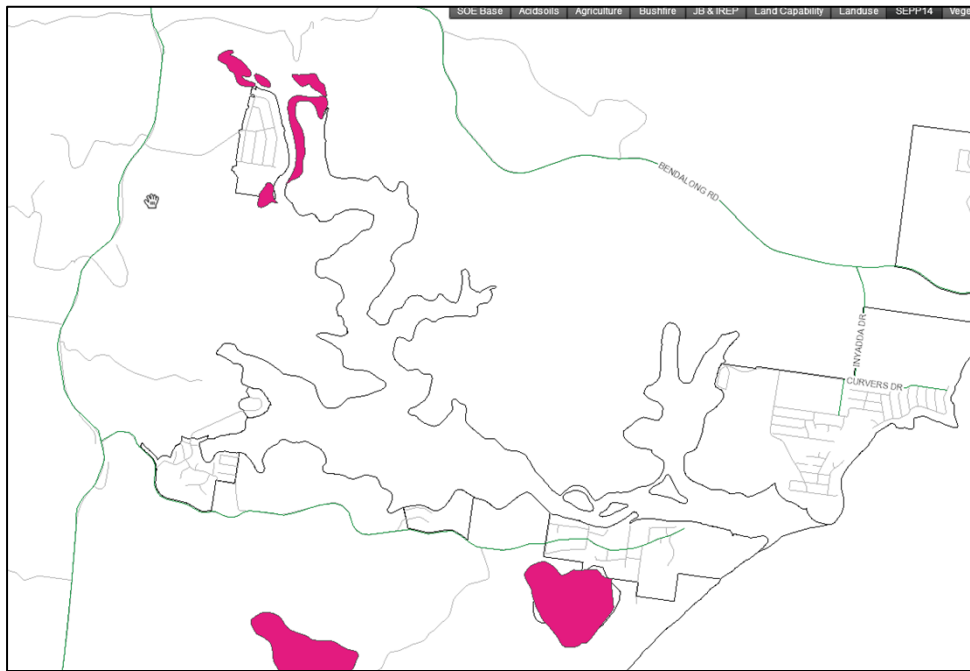 SOE Base Acidsoils Agriculture Bushfire JB & IREP Land Capability Landuse SEPP14
BENDALONG RD
INYADDA DR
CURVERS DR